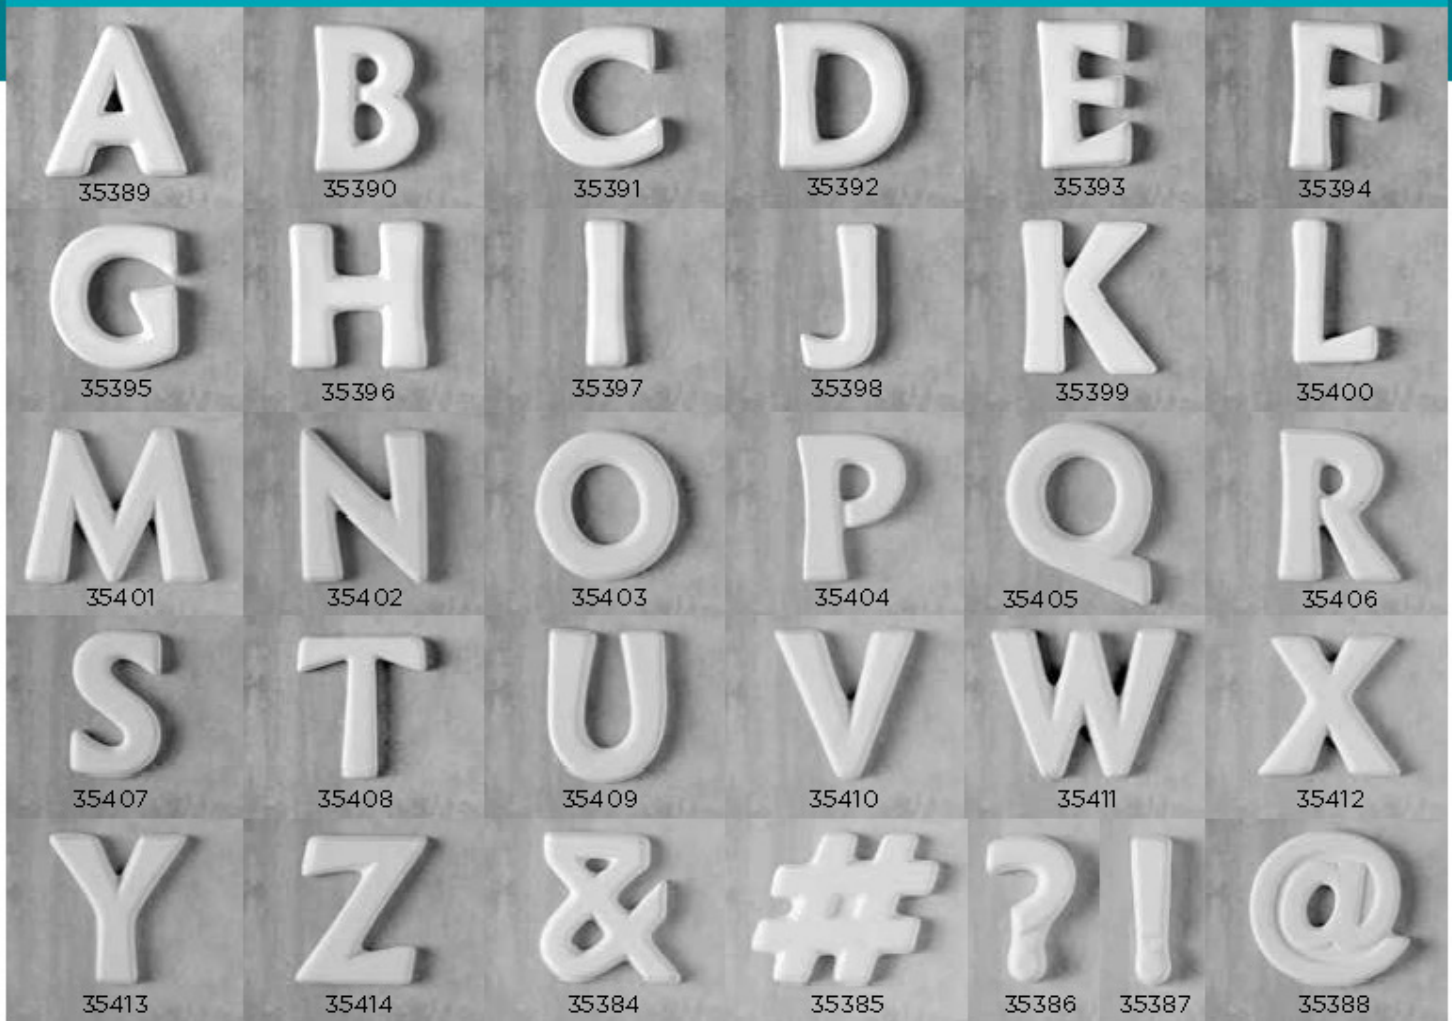 A B C D E F
35389 35390 35391 35392 35393 35394
G H I J K L
35395 35396 35397 35398 35399 35400
M N O P Q R
35401 35402 35403 35404 35405 35406
S T U V W X
35407 35408 35409 35410 35411 35412
Y Z & # ? ! @
35413 35414 35384 35385 35386 35387 35388